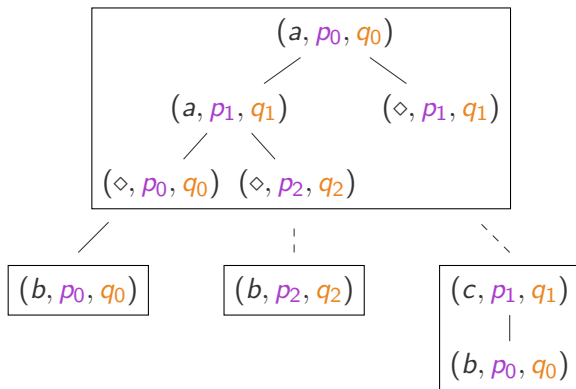 (a, p₀, q₀)
(a, p₁, q₁) (⋄, p₁, q₁)
(⋄, p₀, q₀) (⋄, p₂, q₂)
(b, p₀, q₀) (b, p₂, q₂) (c, p₁, q₁)
(b, p₀, q₀)